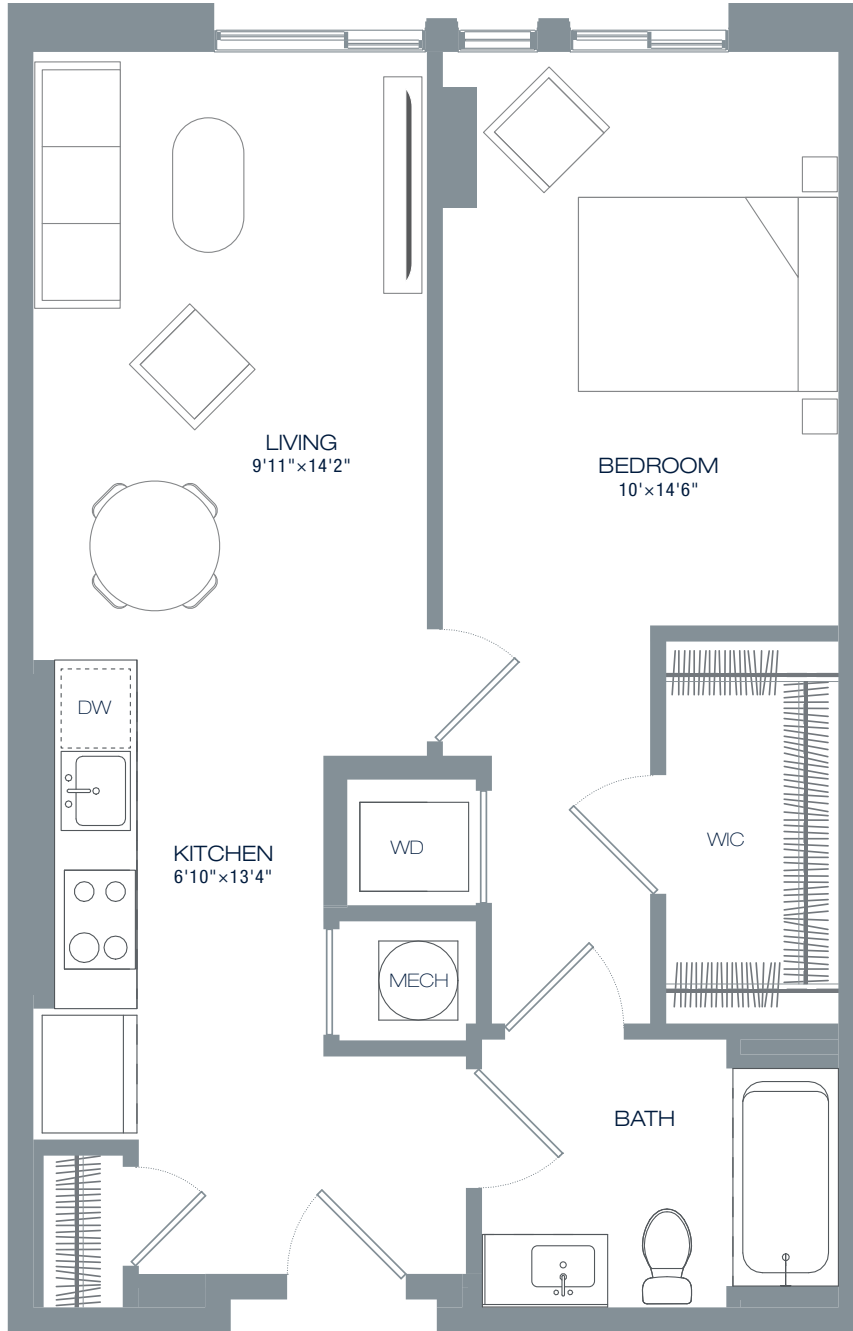 LIVING
9'11"×14'2"
BEDROOM
10'×14'6"
DW
WD
WIC
KITCHEN
6'10"×13'4"
MECH
BATH